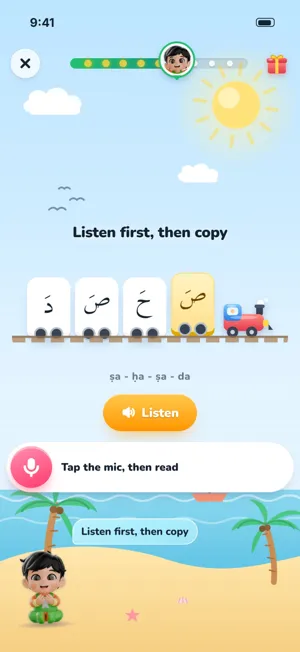 9:41
Listen first, then copy
صَ حَ صَ دَ
ṣa - ḥa - ṣa - da
Listen
Tap the mic, then read
Listen first, then copy